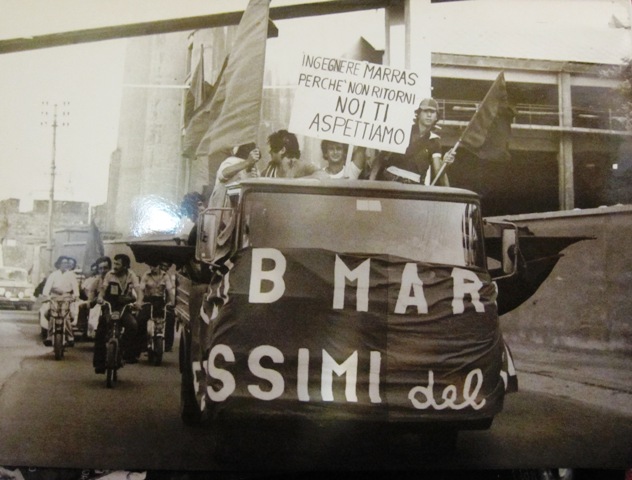 INGEGNERE MARRAS
PERCHE' NON RITORNI
NOI TI
ASPETTIAMO
B MAR
SSIMI del